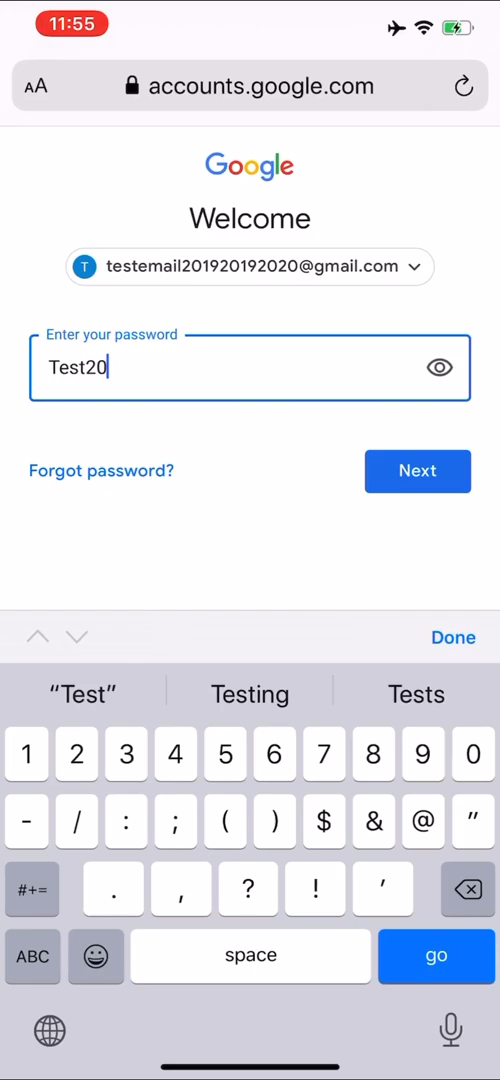 11:55
AA accounts.google.com
Google
Welcome
T testemail201920192020@gmail.com
Enter your password
Test20
Forgot password? Next
Done
“Test” Testing Tests
1 2 3 4 5 6 7 8 9 0
- / : ; ( ) $ & @ "
#+= . , ? ! '
ABC space go